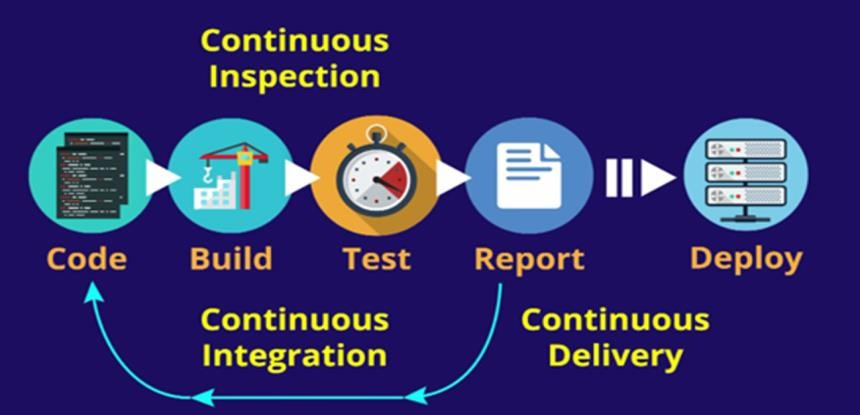 Continuous
Inspection
Code
Build
Test
Report
Deploy
Continuous
Integration
Continuous
Delivery